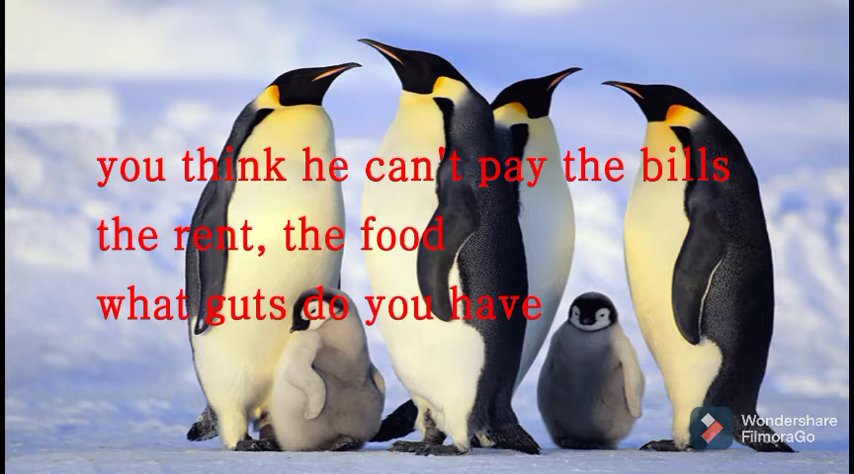 you think he can't pay the bills
the rent, the food
what guts do you have
Wondershare
FilmoraGo